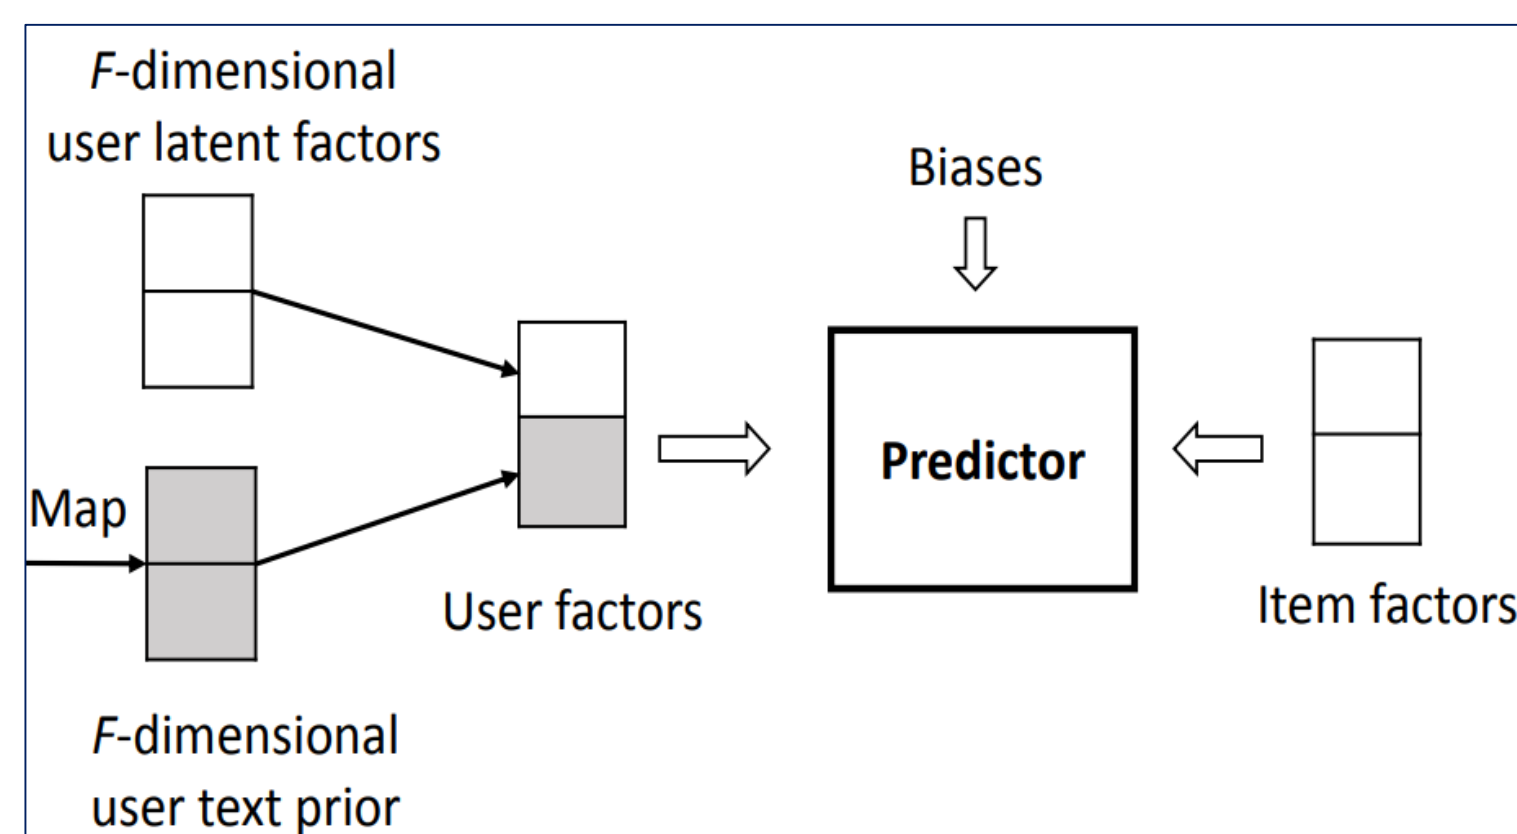 F-dimensional
user latent factors
Biases
Predictor
Map
User factors
Item factors
F-dimensional
user text prior